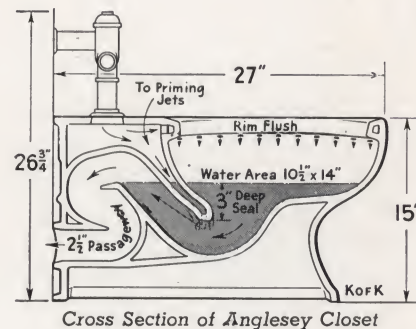 27"
To Priming
Jets
Rim Flush
26¾"
Water Area 10½" x 14"
3" Deep
Seal
15"
2½" Passageway
K OF K
Cross Section of Anglesey Closet